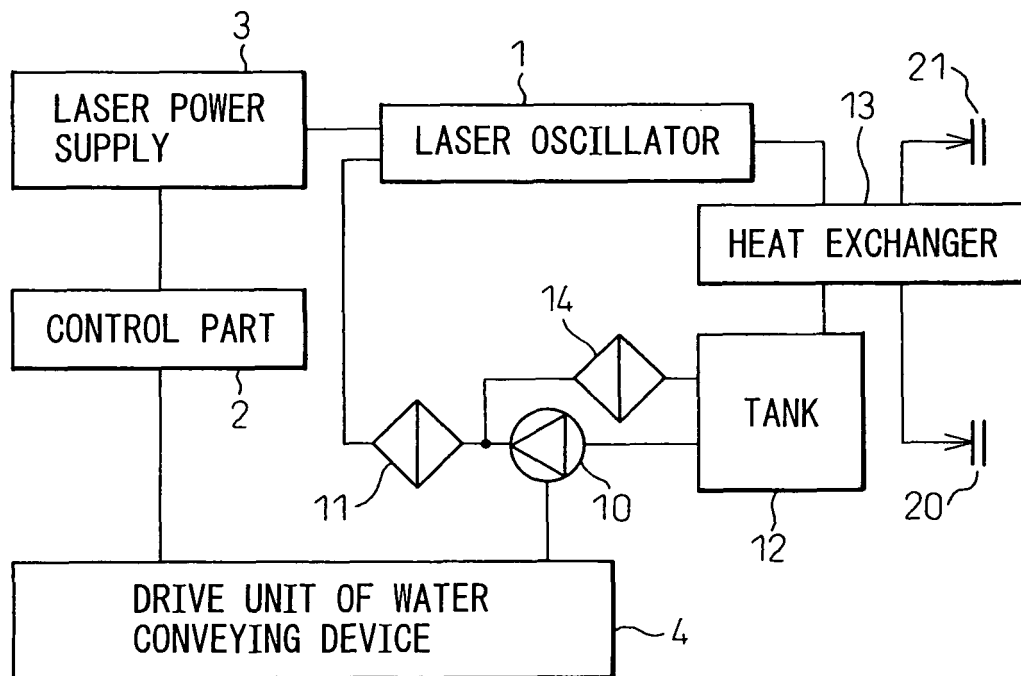 3
LASER POWER
SUPPLY
1
LASER OSCILLATOR
21
13
HEAT EXCHANGER
CONTROL PART
2
14
TANK
11
10
12
20
DRIVE UNIT OF WATER
CONVEYING DEVICE
4